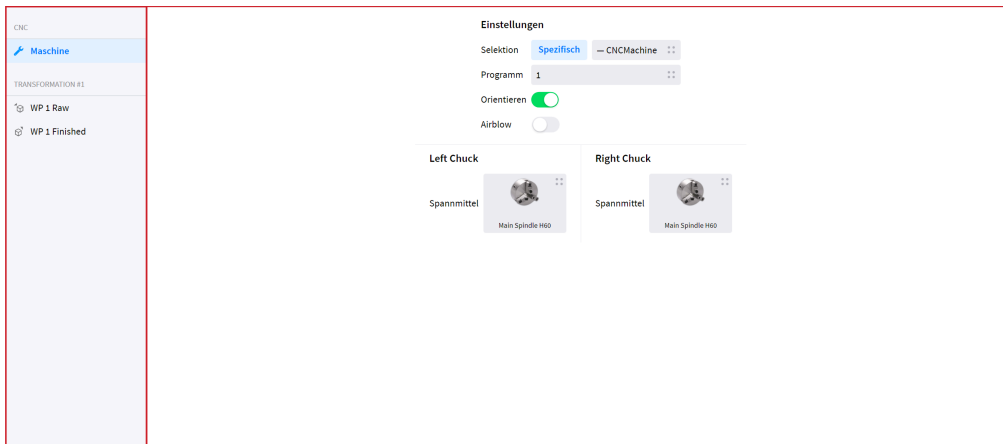 CNC
Maschine
TRANSFORMATION #1
WP 1 Raw
WP 1 Finished
Einstellungen
Selektion Spezifisch — CNCMachine
Programm 1
Orientieren
Airblow
Left Chuck
Spannmittel
Main Spindle H60
Right Chuck
Spannmittel
Main Spindle H60